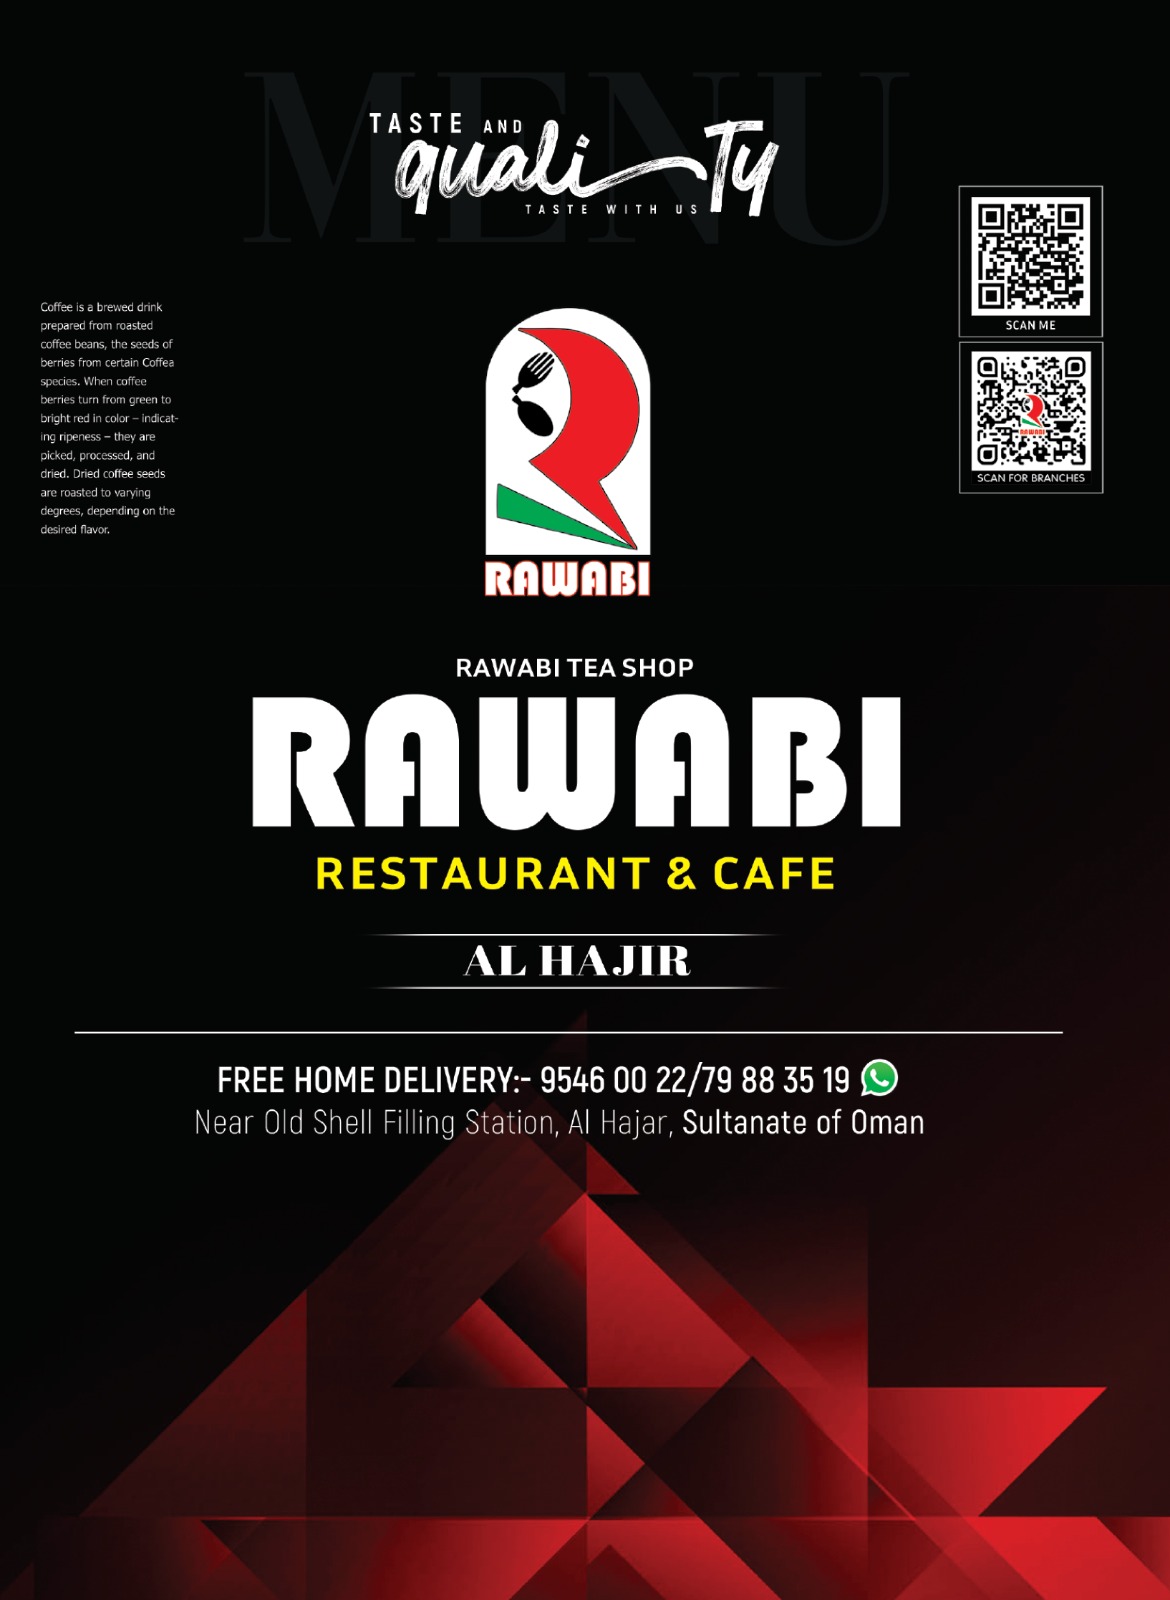 MENU
TASTE AND
quali-Ty
TASTE WITH US
SCAN ME
SCAN FOR BRANCHES
Coffee is a brewed drink
prepared from roasted
coffee beans, the seeds of
berries from certain Coffea
species. When coffee
berries turn from green to
bright red in color – indicat-
ing ripeness – they are
picked, processed, and
dried. Dried coffee seeds
are roasted to varying
degrees, depending on the
desired flavor.
RAWABI
RAWABI
RAWABI TEA SHOP
RAWABI
RESTAURANT & CAFE
AL HAJIR
FREE HOME DELIVERY:- 9546 00 22/79 88 35 19
Near Old Shell Filling Station, Al Hajar, Sultanate of Oman